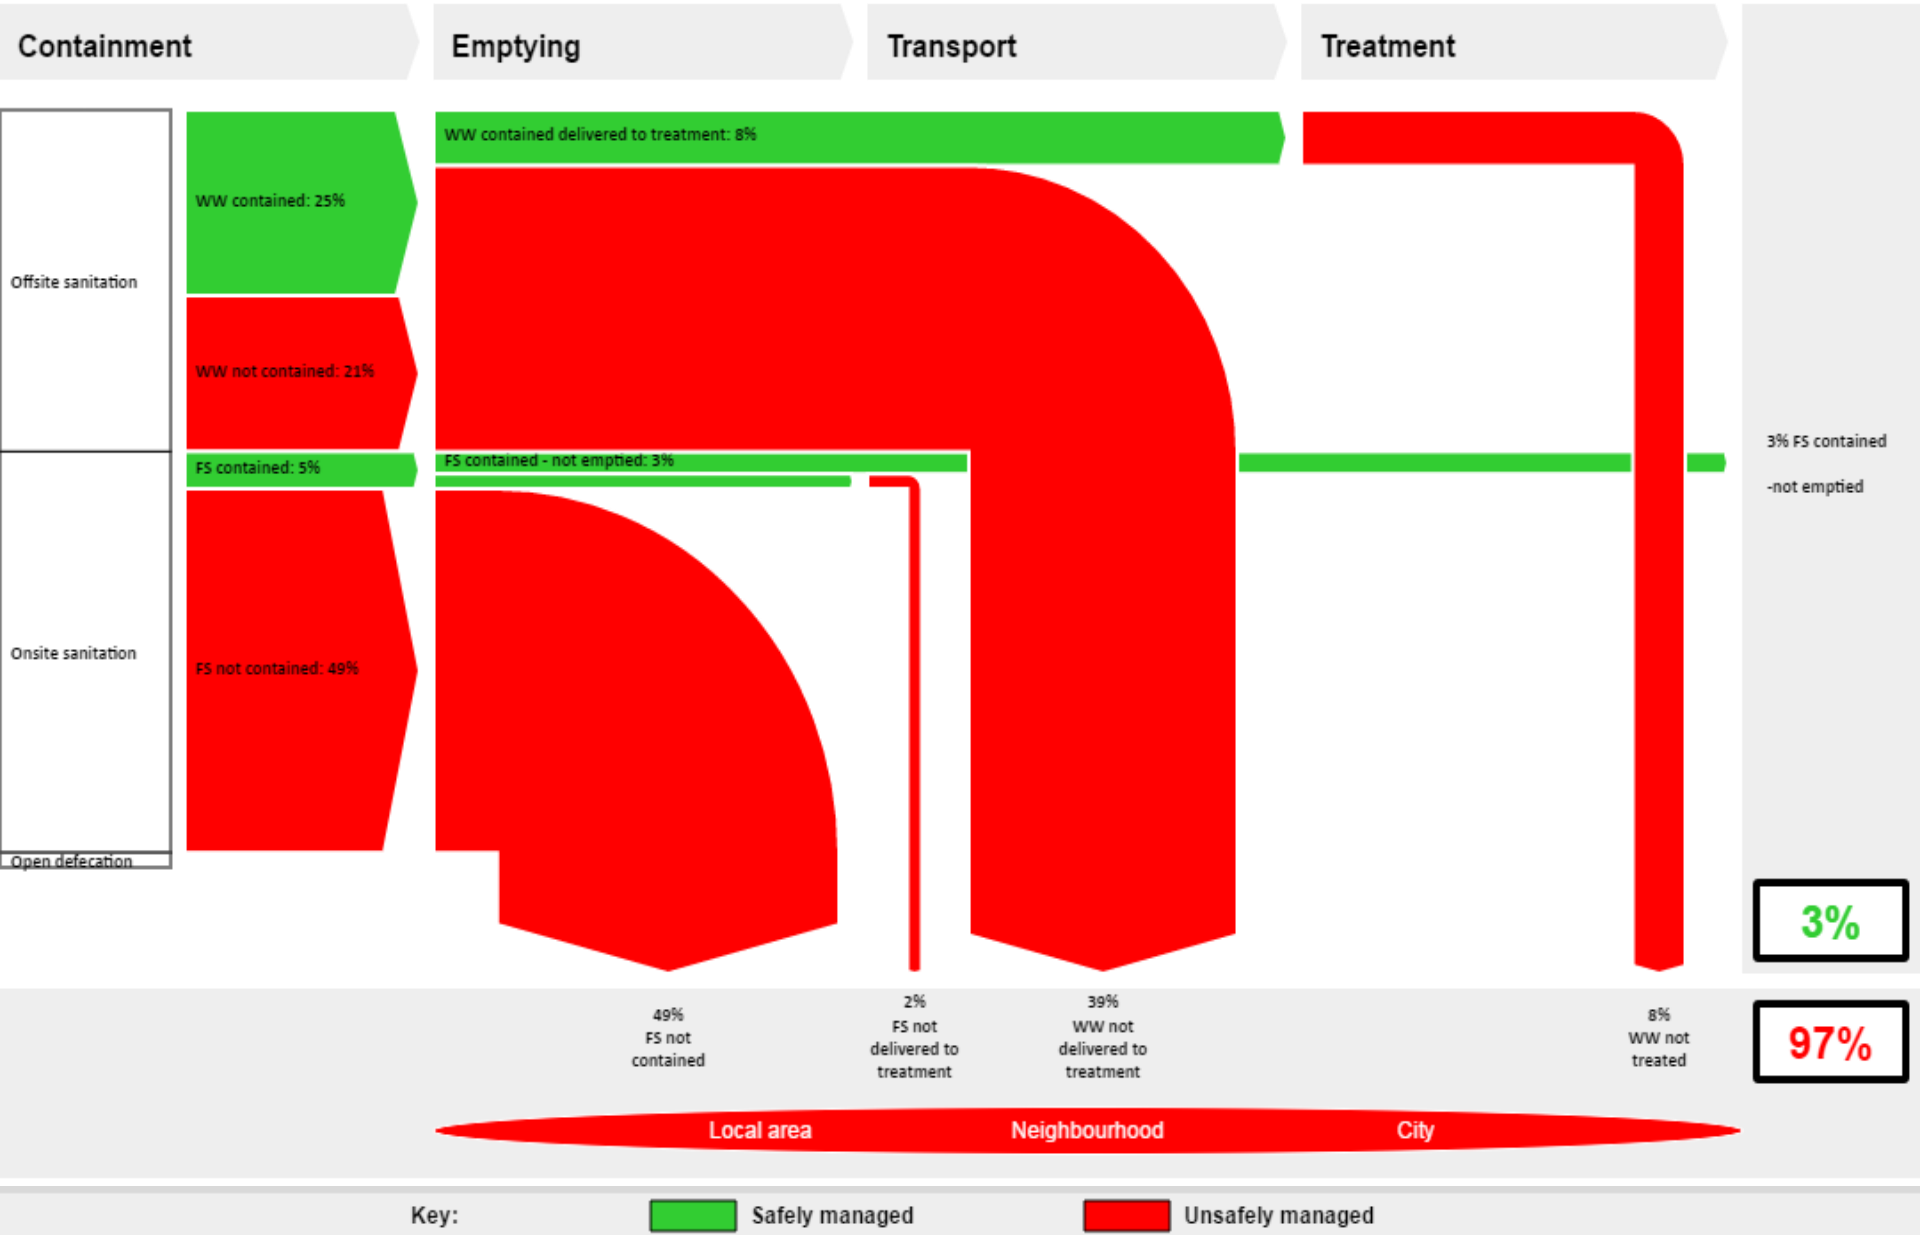 Containment
Emptying
Transport
Treatment
Offsite sanitation
Onsite sanitation
Open defecation
WW contained: 25%
WW not contained: 21%
FS contained: 5%
FS not contained: 49%
WW contained delivered to treatment: 8%
FS contained - not emptied: 3%
3% FS contained
-not emptied
3%
97%
49%
FS not
contained
2%
FS not
delivered to
treatment
39%
WW not
delivered to
treatment
8%
WW not
treated
Local area
Neighbourhood
City
Key:
Safely managed
Unsafely managed